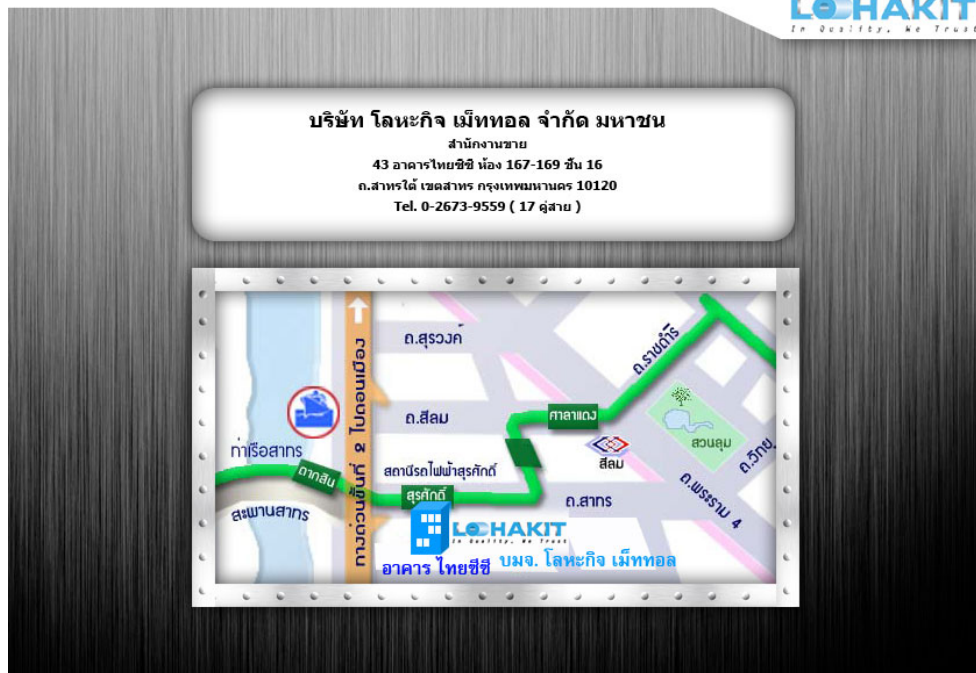 LOHAKIT
In Quality, We Trust
บริษัท โลหะกิจ เม็ททอล จำกัด มหาชน
สำนักงานขาย
43 อาคารไทยซีซี ห้อง 167-169 ชั้น 16
ถ.สาทรใต้ เขตสาทร กรุงเทพมหานคร 10120
Tel. 0-2673-9559 ( 17 คู่สาย )
ถ.สุรวงค์
ถ.ราชดำริ
ทางด่วนขั้นที่ 2 โทลเวย์
ถ.สีลม
ศาลาแดง
สวนลุม
ท่าเรือสาทร
สีลม
ถ.วิทยุ
ตากสิน
สถานีรถไฟฟ้าสุรศักดิ์
สุรศักดิ์
ถ.สาทร
ถ.พระราม 4
สะพานสาทร
LOHAKIT
In Quality, We Trust
อาคาร ไทยซีซี
บมจ. โลหะกิจ เม็ททอล